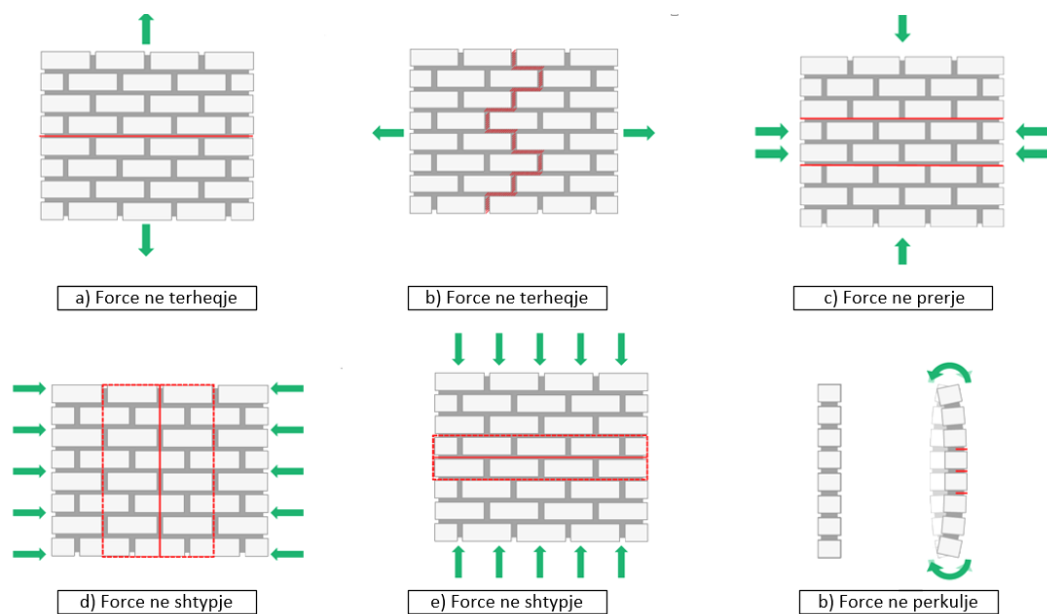 a) Force ne terheqje
b) Force ne terheqje
c) Force ne prerje
d) Force ne shtypje
e) Force ne shtypje
b) Force ne perkulje